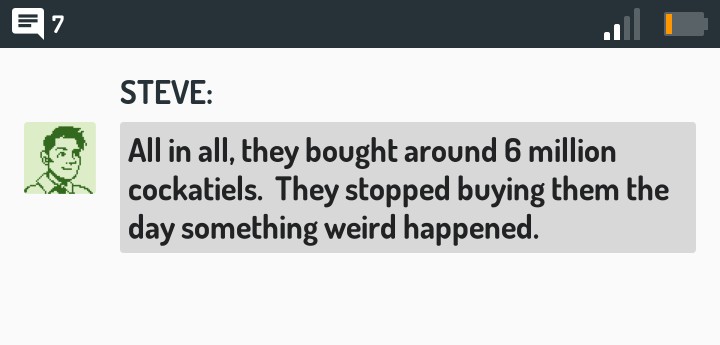 7
STEVE:
All in all, they bought around 6 million
cockatiels.  They stopped buying them the
day something weird happened.